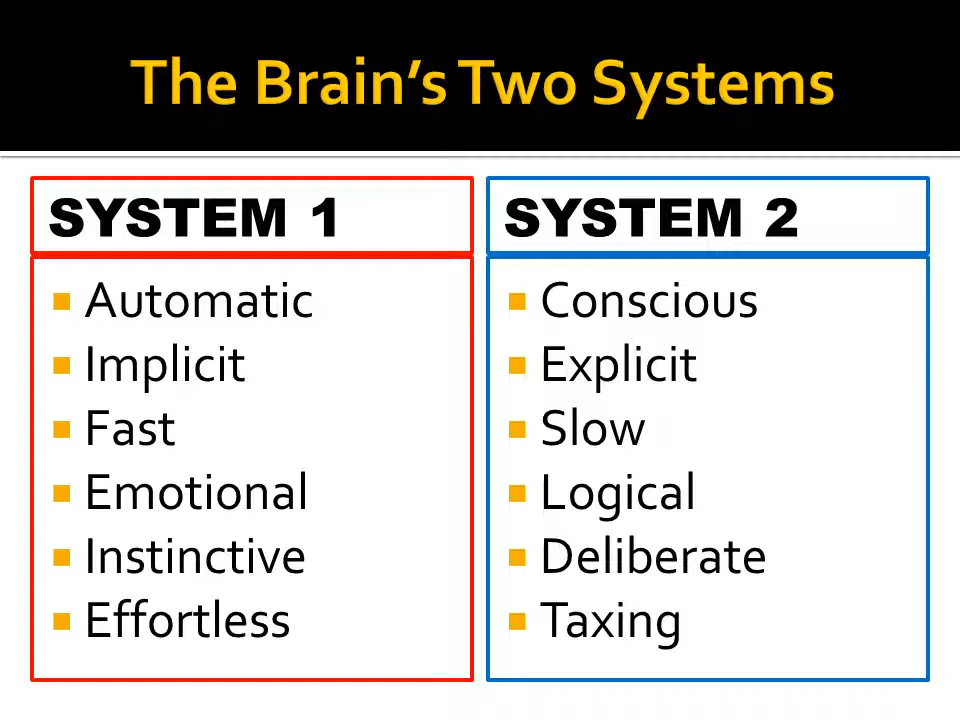 The Brain’s Two Systems
SYSTEM 1
Automatic
Implicit
Fast
Emotional
Instinctive
Effortless
SYSTEM 2
Conscious
Explicit
Slow
Logical
Deliberate
Taxing